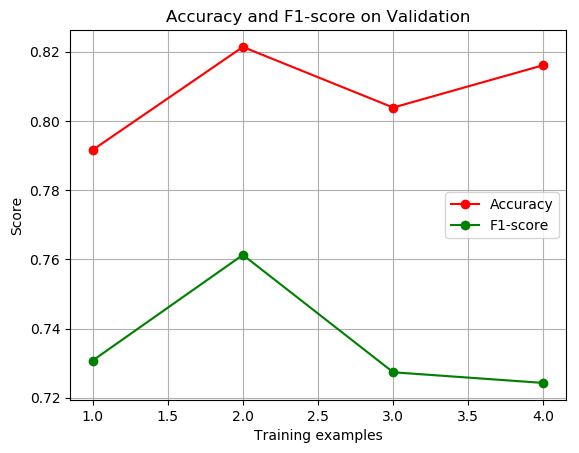 Accuracy and F1-score on Validation
0.82
0.80
0.78
0.76
0.74
0.72
Score
Accuracy
F1-score
1.0 1.5 2.0 2.5 3.0 3.5 4.0
Training examples